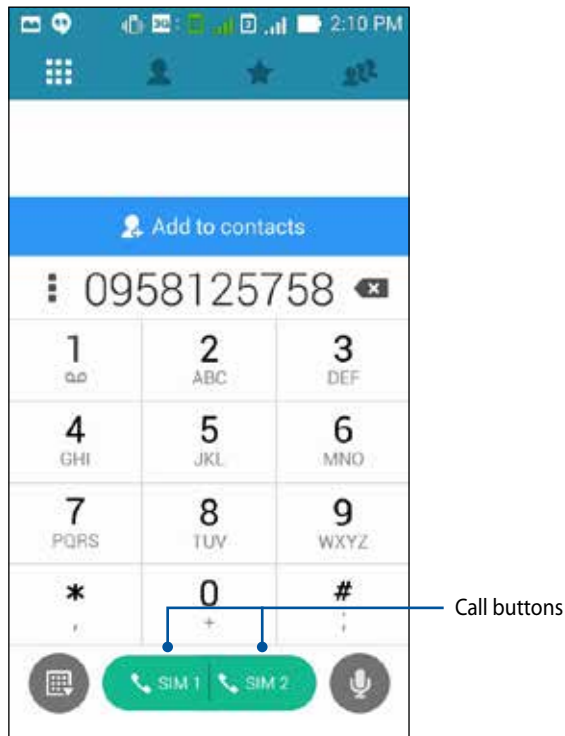 2:10 PM
Add to contacts
0958125758
1 2 3
ABC DEF
4 5 6
GHI JKL MNO
7 8 9
PQRS TUV WXYZ
* 0 #
, + ;
SIM 1 SIM 2
Call buttons